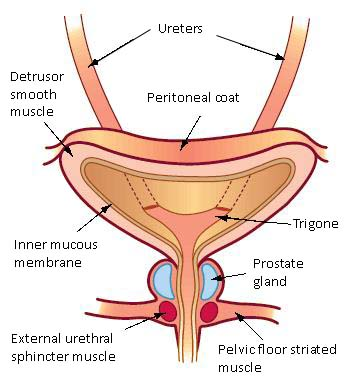 Ureters
Detrusor
smooth
muscle
Peritoneal coat
Trigone
Inner mucous
membrane
Prostate
gland
External urethral
sphincter muscle
Pelvic floor striated
muscle